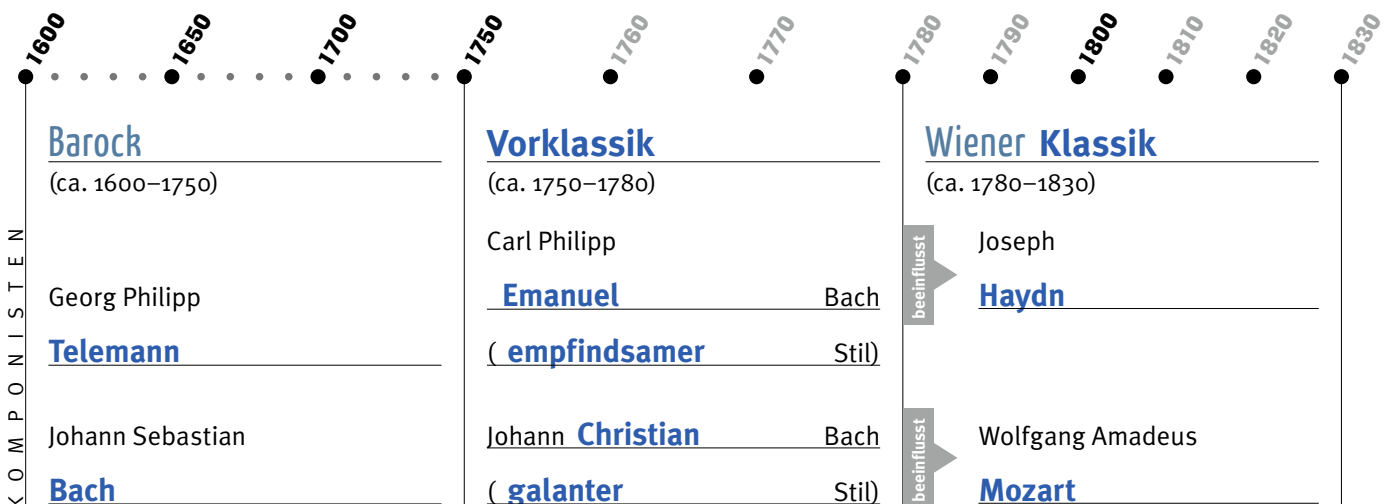 1600 1650 1700 1750 1760 1770 1780 1790 1800 1810 1820 1830
Barock
(ca. 1600–1750)
Georg Philipp
Telemann
Johann Sebastian
Bach
Vorklassik
(ca. 1750–1780)
Carl Philipp
Emanuel Bach
( empfindsamer Stil)
Johann Christian Bach
( galanter Stil)
Wiener Klassik
(ca. 1780–1830)
beeinflusst
Joseph
Haydn
beeinflusst
Wolfgang Amadeus
Mozart
KOMPONISTEN